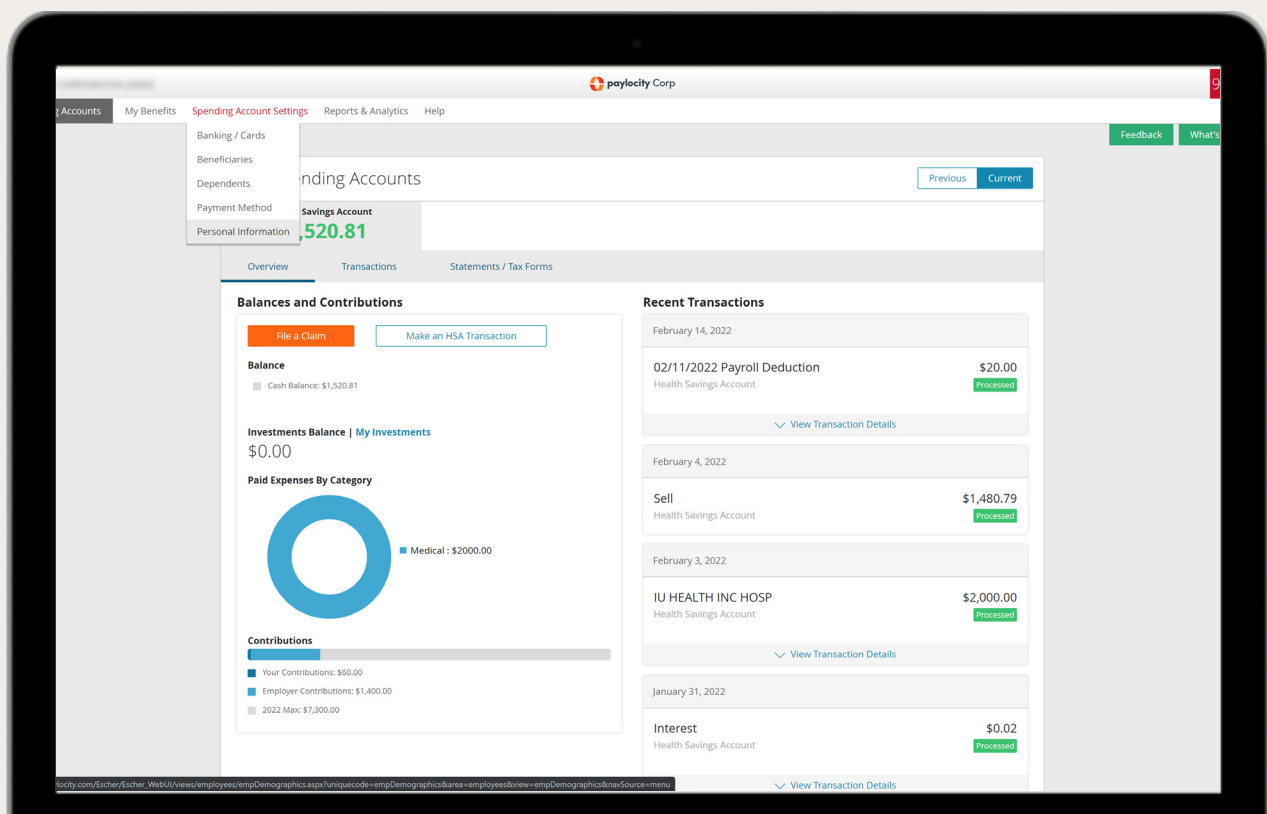 paylocity Corp
9
g Accounts My Benefits Spending Account Settings Reports & Analytics Help
Feedback What's
Banking / Cards
Beneficiaries
Dependents
Payment Method
Personal Information
nding Accounts
Previous Current
Savings Account
,520.81
Overview Transactions Statements / Tax Forms
Balances and Contributions
File a Claim Make an HSA Transaction
Balance
Cash Balance: $1,520.81
Investments Balance | My Investments
$0.00
Paid Expenses By Category
Medical : $2000.00
Contributions
Your Contributions: $60.00
Employer Contributions: $1,400.00
2022 Max: $7,300.00
Recent Transactions
February 14, 2022
02/11/2022 Payroll Deduction $20.00
Health Savings Account Processed
View Transaction Details
February 4, 2022
Sell $1,480.79
Health Savings Account Processed
February 3, 2022
IU HEALTH INC HOSP $2,000.00
Health Savings Account Processed
View Transaction Details
January 31, 2022
Interest $0.02
Health Savings Account Processed
View Transaction Details
ylocity.com/Escher/Escher_WebUI/views/employees/empDemographics.aspx?uniquecode=empDemographics&area=employees&view=empDemographics&navSource=menu